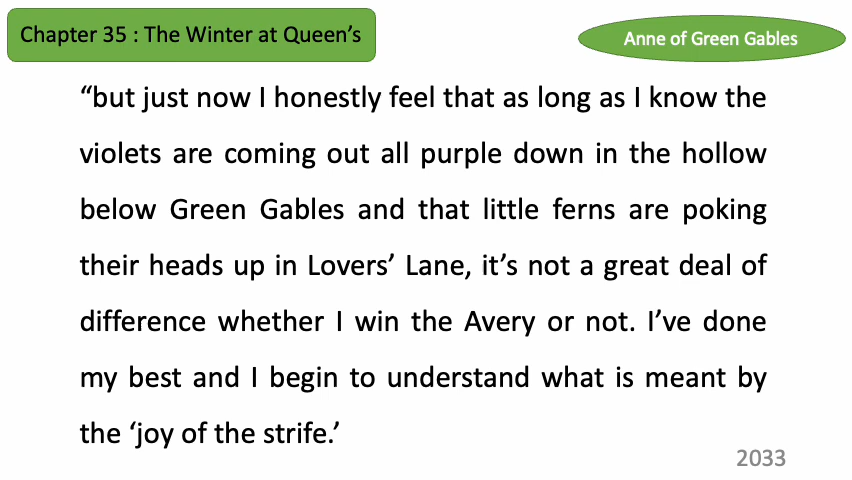 Chapter 35 : The Winter at Queen’s
Anne of Green Gables
“but just now I honestly feel that as long as I know the
violets are coming out all purple down in the hollow
below Green Gables and that little ferns are poking
their heads up in Lovers’ Lane, it’s not a great deal of
difference whether I win the Avery or not. I’ve done
my best and I begin to understand what is meant by
the ‘joy of the strife.’
2033